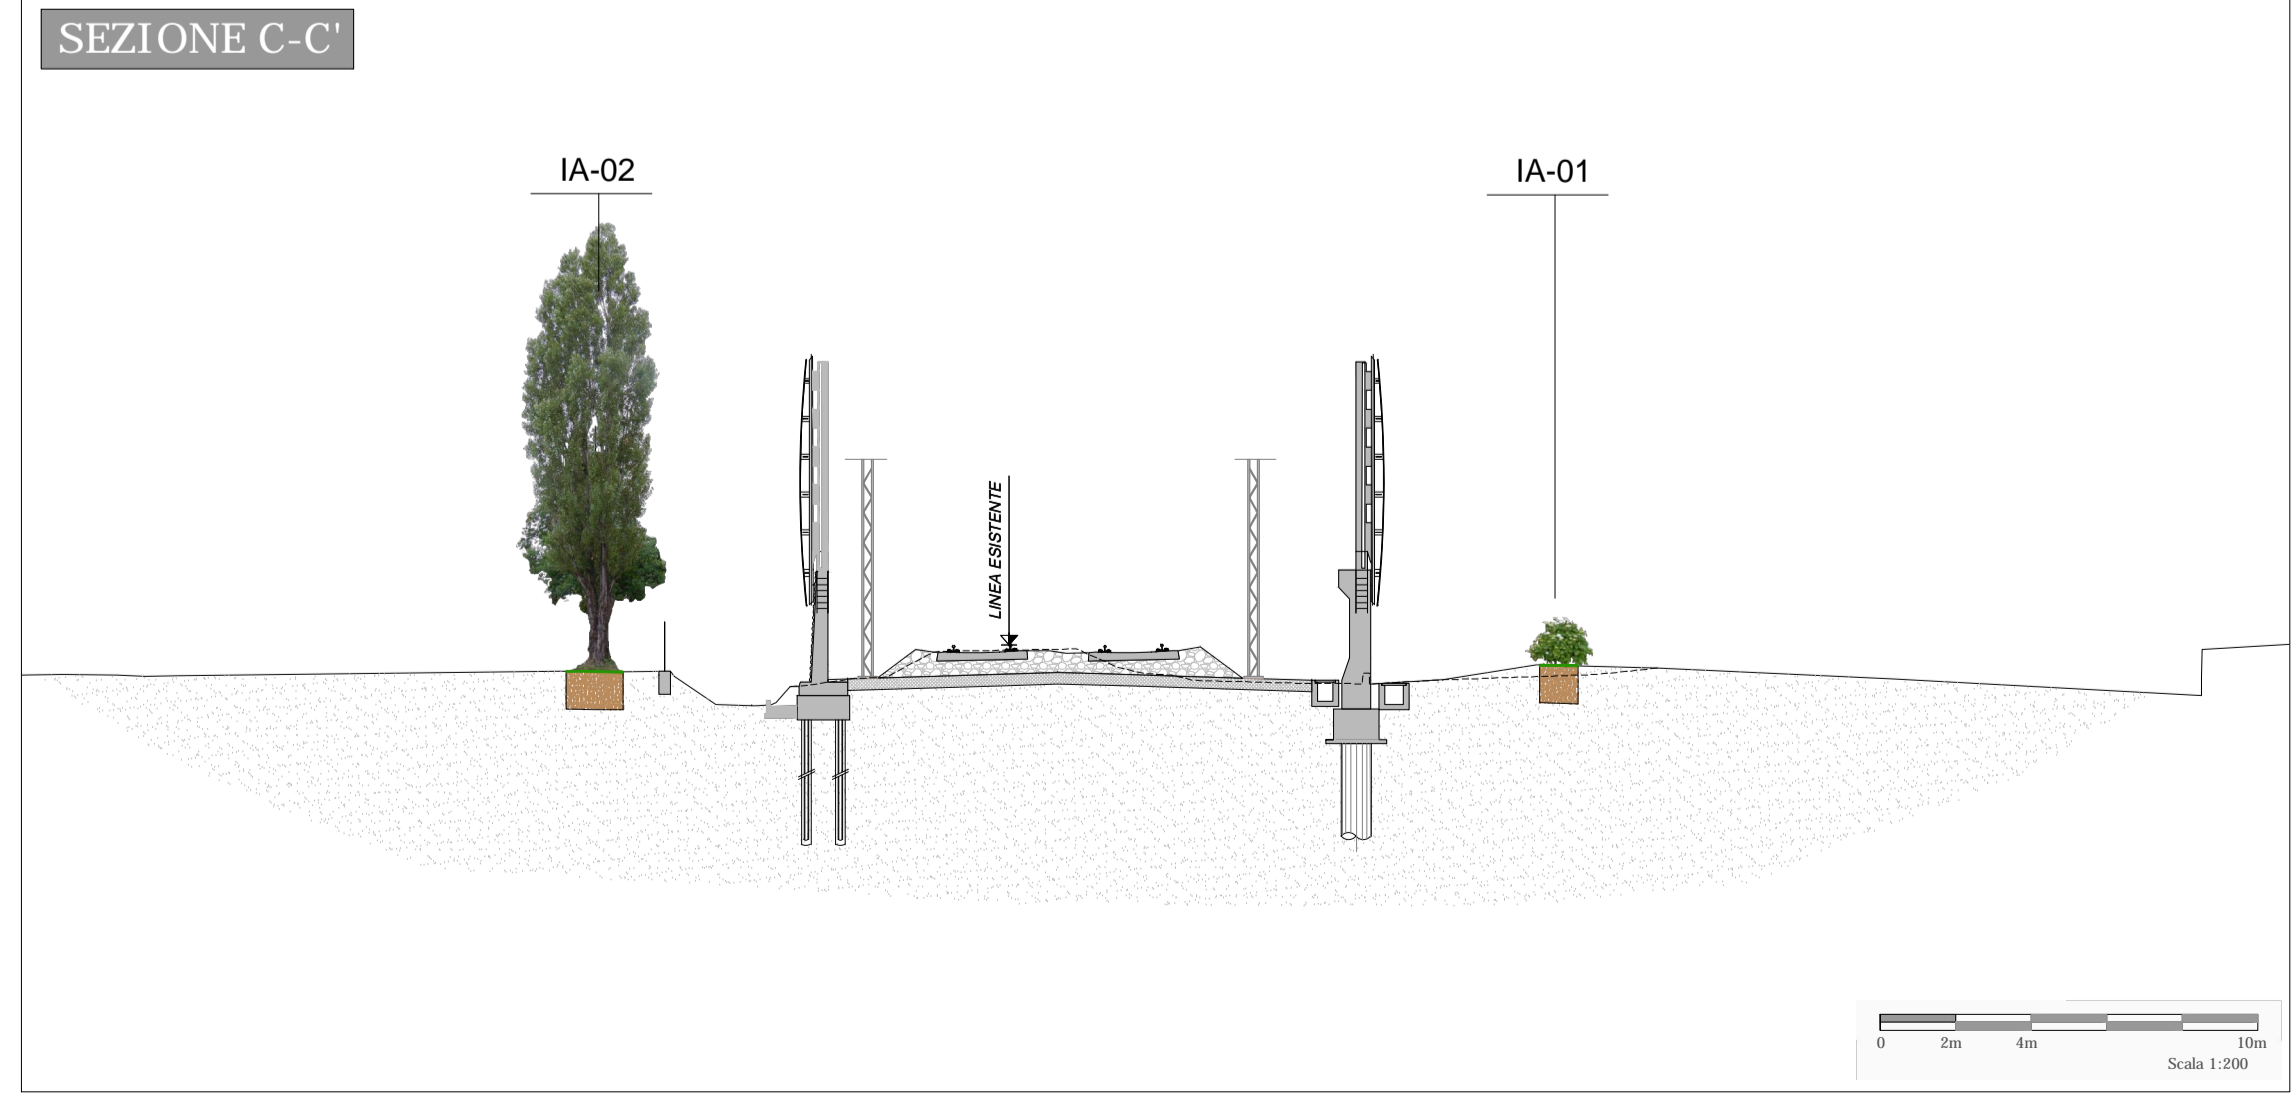 SEZIONE C-C'
IA-02
IA-01
LINEA ESISTENTE
0 2m 4m 10m
Scala 1:200